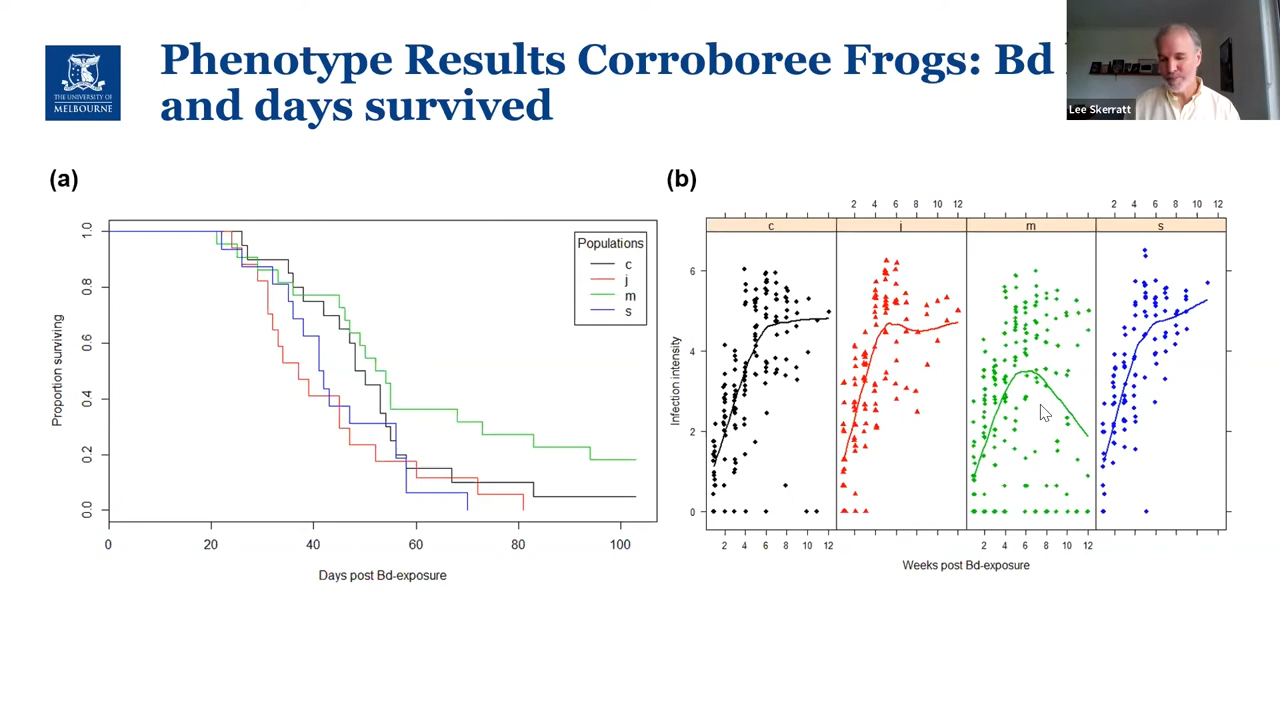 THE UNIVERSITY OF
MELBOURNE
Phenotype Results Corroboree Frogs: Bd
and days survived
Lee Skerratt
(a)
Proportion surviving
1.0
0.8
0.6
0.4
0.2
0.0
0 20 40 60 80 100
Days post Bd-exposure
Populations
c
j
m
s
(b)
2 4 6 8 10 12 2 4 6 8 10 12
c j m s
Infection intensity
6
4
2
0
2 4 6 8 10 12 2 4 6 8 10 12
Weeks post Bd-exposure